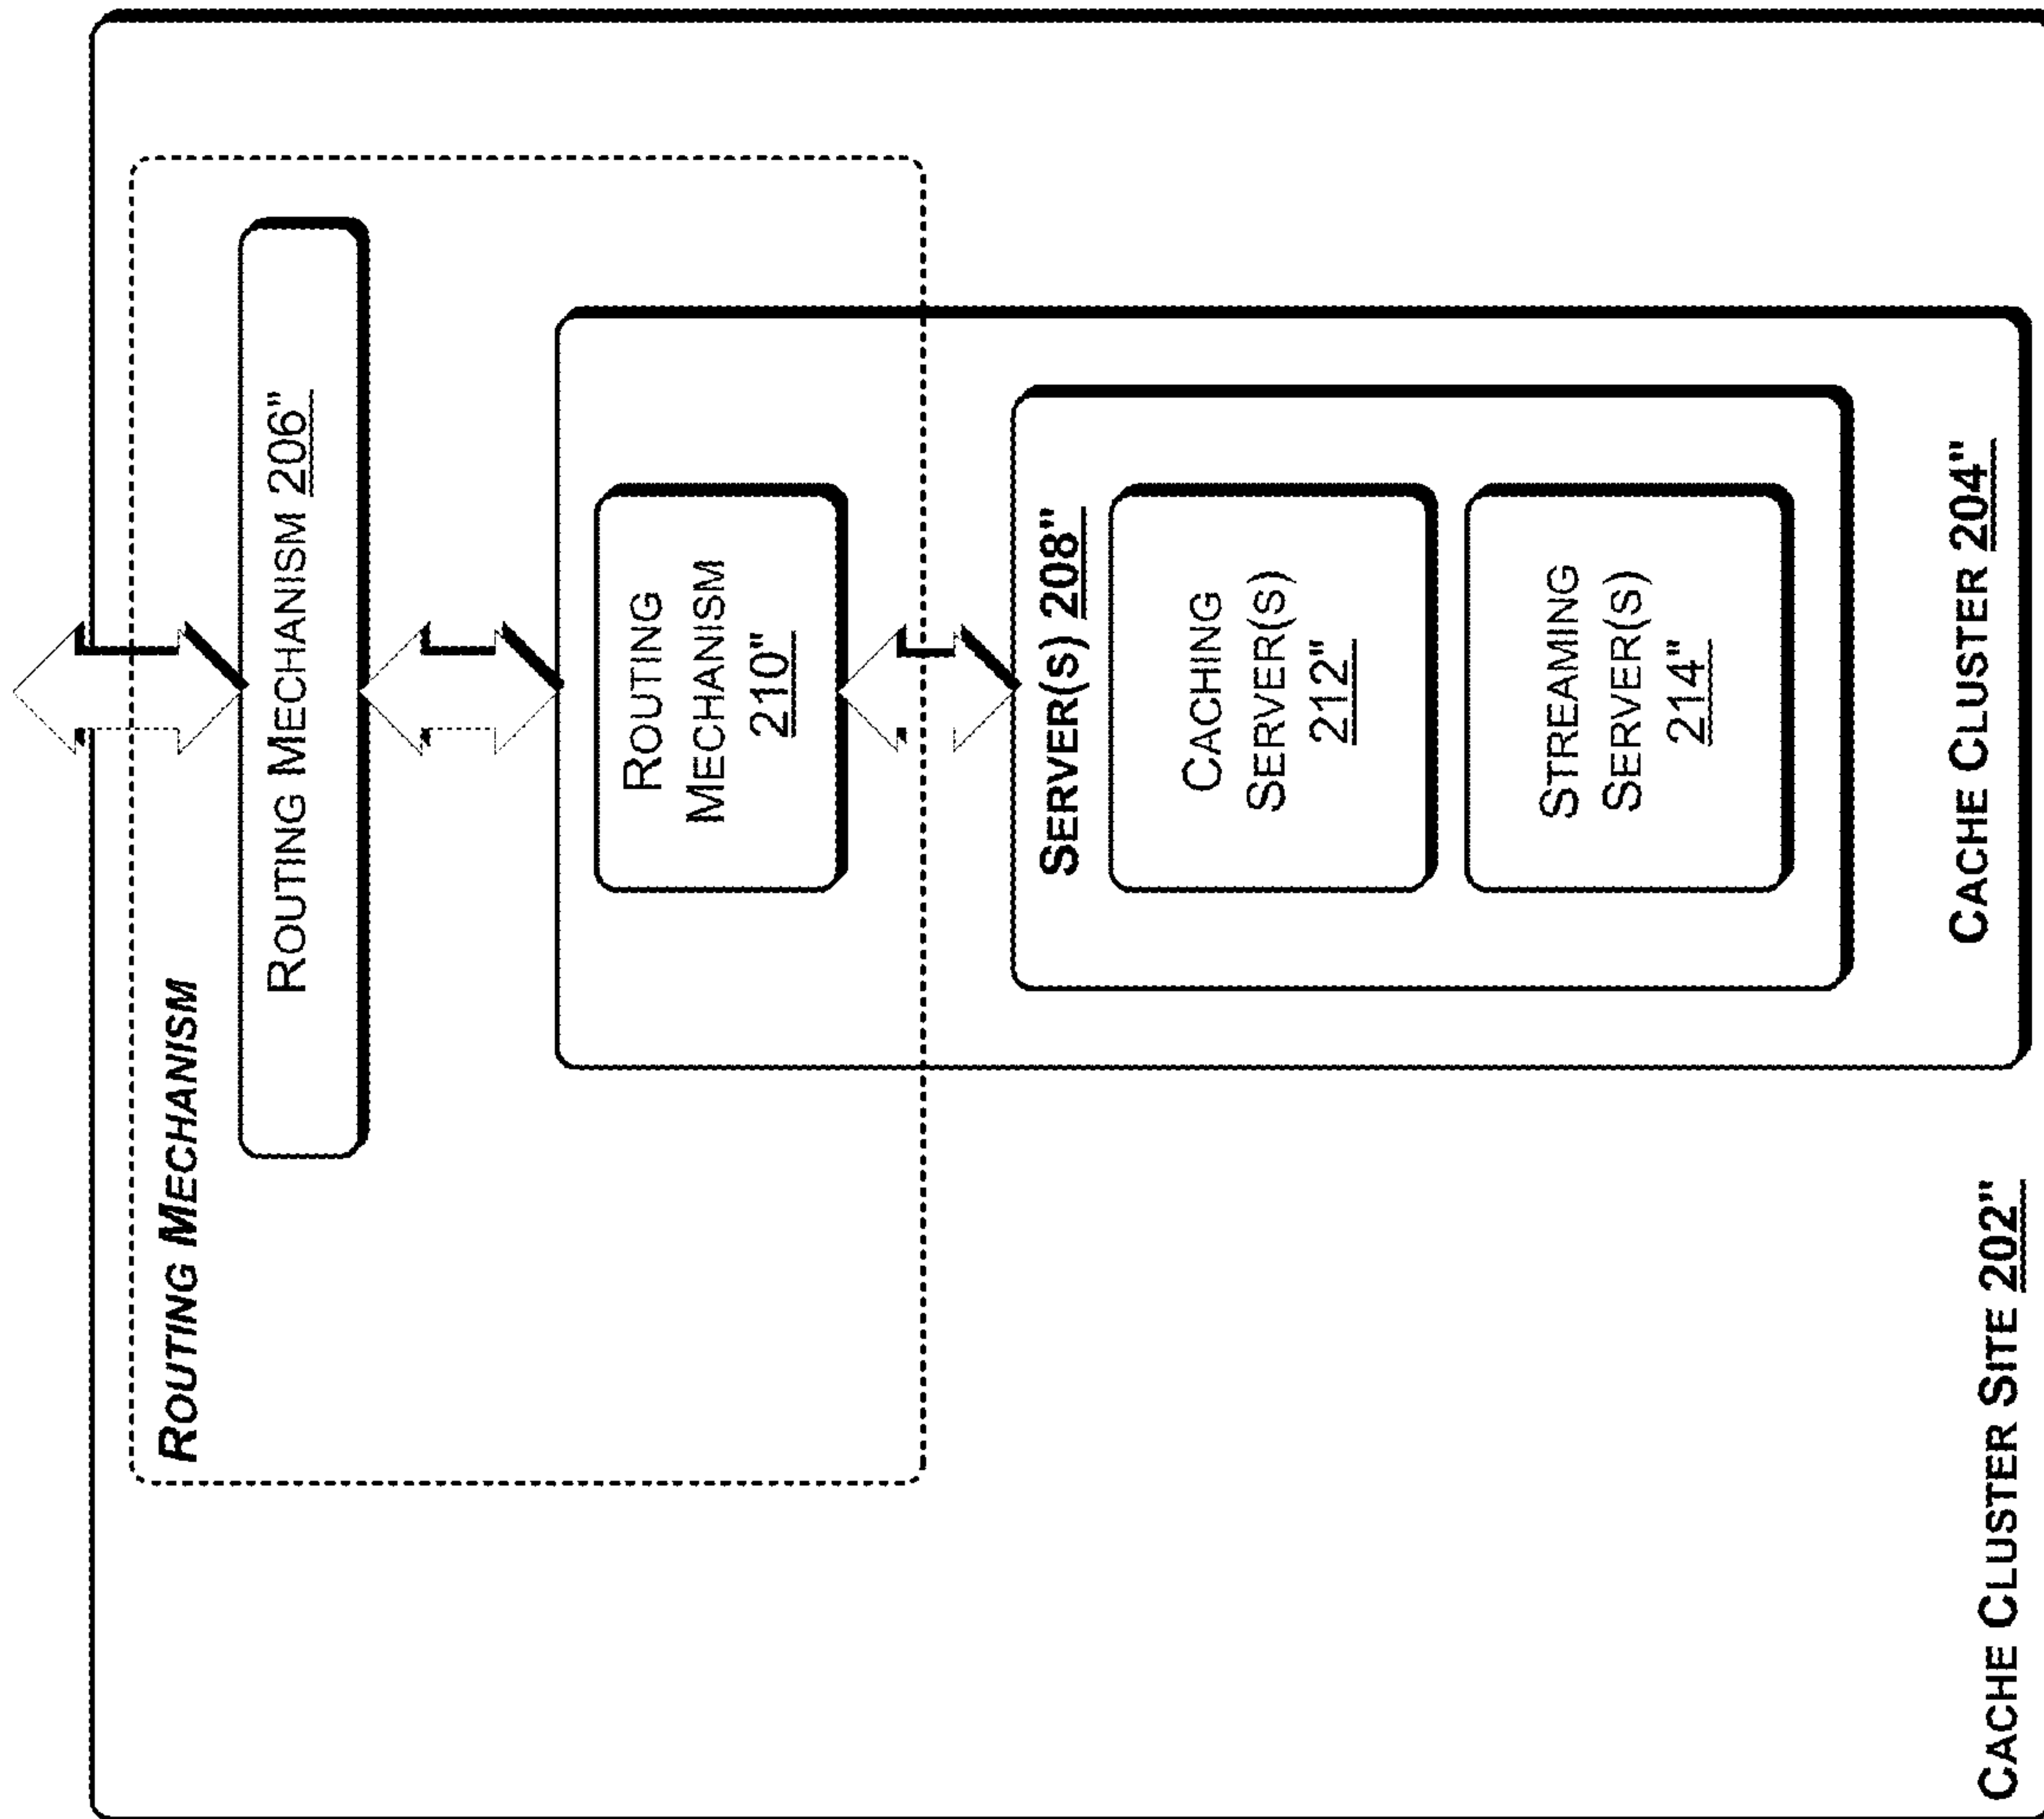 ROUTING MECHANISM
ROUTING MECHANISM 206"
ROUTING
MECHANISM
210"
SERVER(S) 208"
CACHING
SERVER(S)
212"
STREAMING
SERVER(S)
214"
CACHE CLUSTER 204"
CACHE CLUSTER SITE 202"